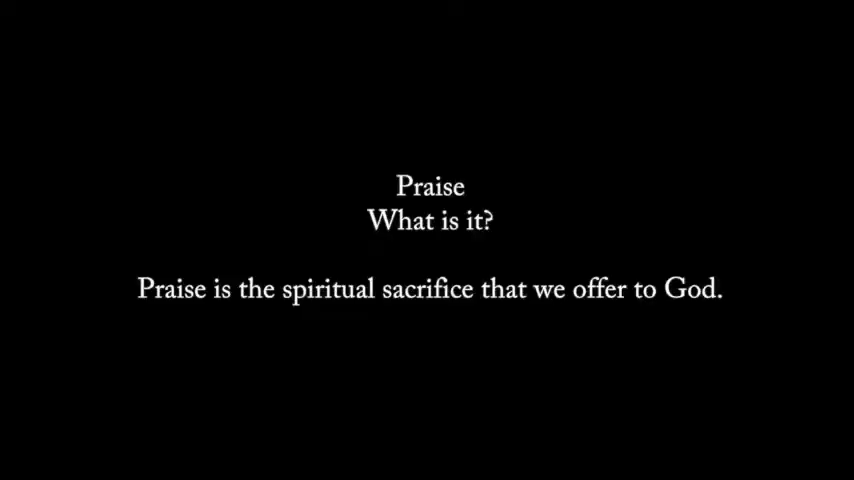 Praise
What is it?
Praise is the spiritual sacrifice that we offer to God.